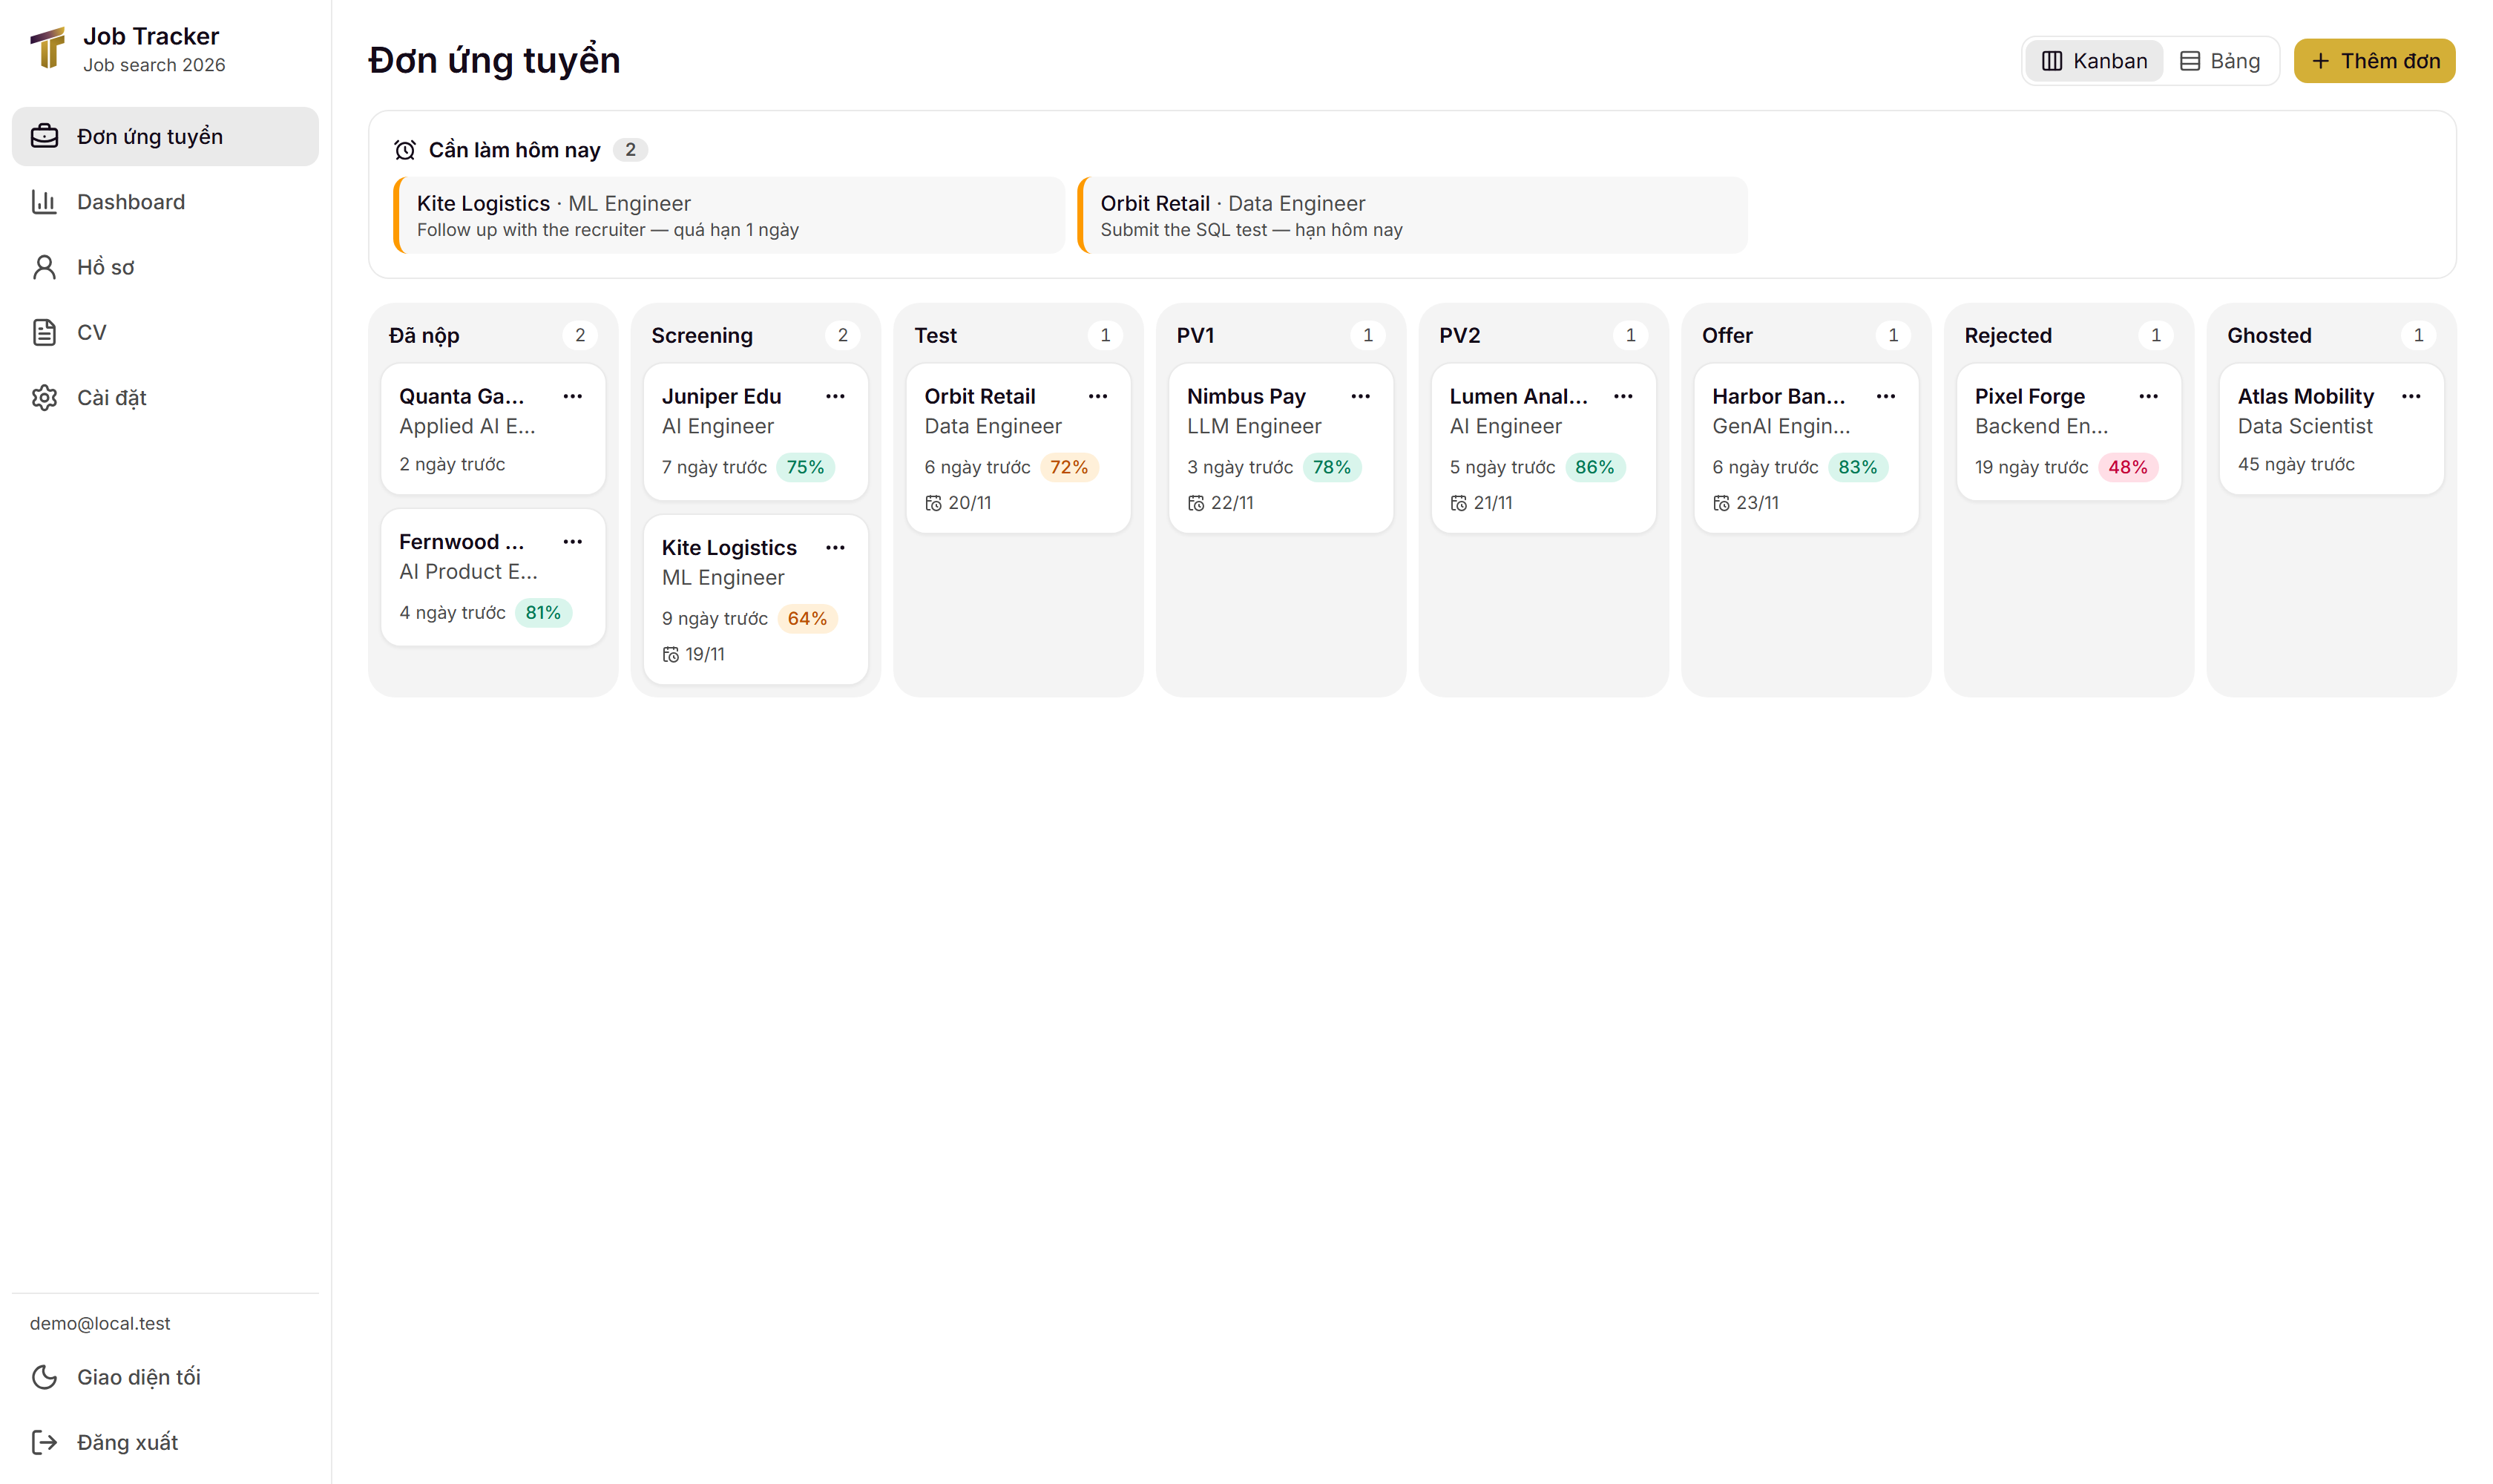 Job Tracker
Job search 2026
Đơn ứng tuyển
Dashboard
Hồ sơ
CV
Cài đặt
demo@local.test
Giao diện tối
Đăng xuất
Đơn ứng tuyển
Kanban
Bảng
+ Thêm đơn
Cần làm hôm nay 2
Kite Logistics · ML Engineer
Follow up with the recruiter — quá hạn 1 ngày
Orbit Retail · Data Engineer
Submit the SQL test — hạn hôm nay
Đã nộp 2
Quanta Ga...
Applied AI E...
2 ngày trước
Fernwood ...
AI Product E...
4 ngày trước 81%
Screening 2
Juniper Edu
AI Engineer
7 ngày trước 75%
Kite Logistics
ML Engineer
9 ngày trước 64%
19/11
Test 1
Orbit Retail
Data Engineer
6 ngày trước 72%
20/11
PV1 1
Nimbus Pay
LLM Engineer
3 ngày trước 78%
22/11
PV2 1
Lumen Anal...
AI Engineer
5 ngày trước 86%
21/11
Offer 1
Harbor Ban...
GenAI Engin...
6 ngày trước 83%
23/11
Rejected 1
Pixel Forge
Backend En...
19 ngày trước 48%
Ghosted 1
Atlas Mobility
Data Scientist
45 ngày trước